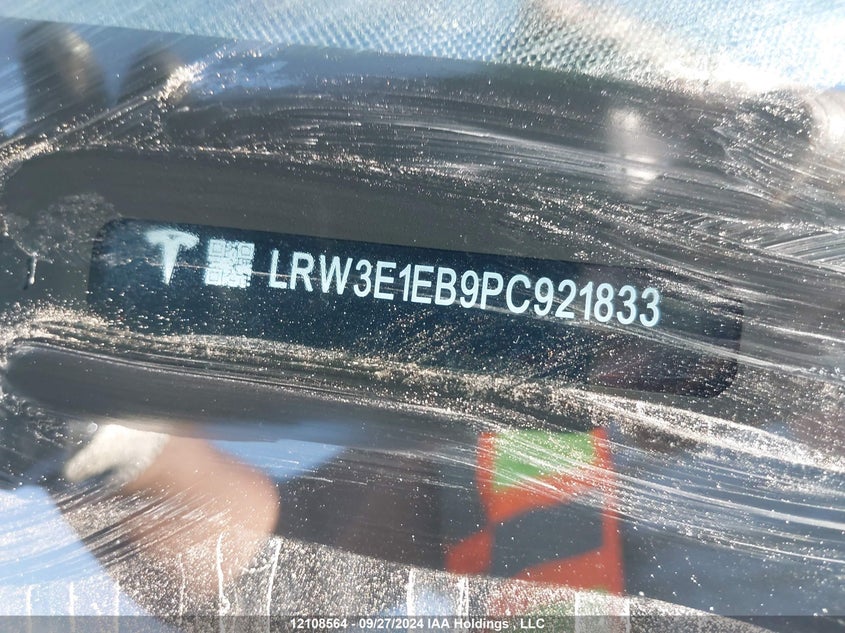 LRW3E1EB9PC921833
12108564 - 09/27/2024 IAA Holdings , LLC